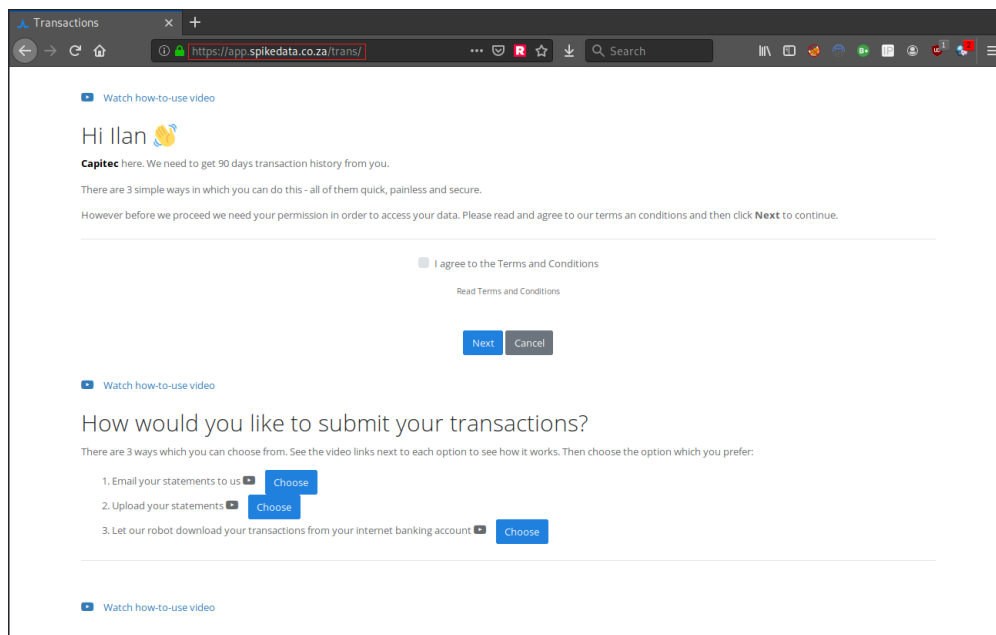 Transactions
https://app.spikedata.co.za/trans/
Search
1
2
Watch how-to-use video
Hi Ilan
Capitec here. We need to get 90 days transaction history from you.
There are 3 simple ways in which you can do this - all of them quick, painless and secure.
However before we proceed we need your permission in order to access your data. Please read and agree to our terms an conditions and then click Next to continue.
I agree to the Terms and Conditions
Read Terms and Conditions
Next Cancel
Watch how-to-use video
How would you like to submit your transactions?
There are 3 ways which you can choose from. See the video links next to each option to see how it works. Then choose the option which you prefer:
1. Email your statements to us Choose
2. Upload your statements Choose
3. Let our robot download your transactions from your internet banking account Choose
Watch how-to-use video